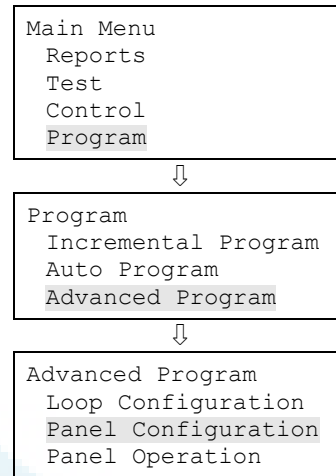 Main Menu
Reports
Test
Control
Program
Program
Incremental Program
Auto Program
Advanced Program
Advanced Program
Loop Configuration
Panel Configuration
Panel Operation